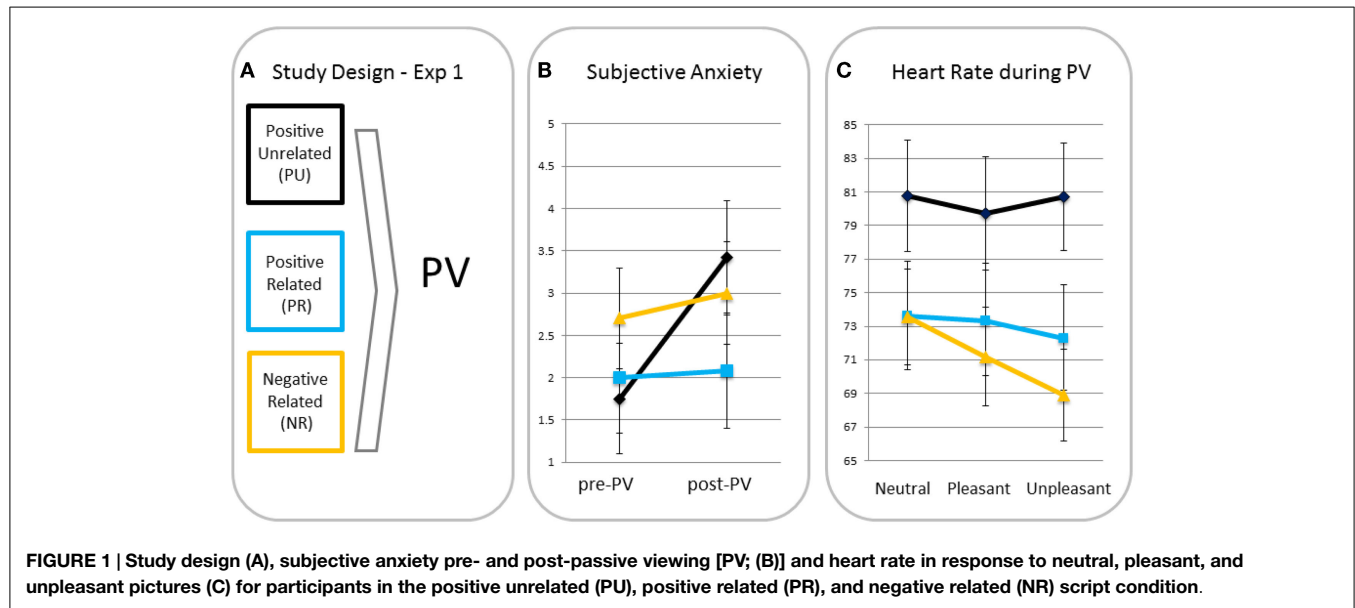 A Study Design - Exp 1
Positive
Unrelated
(PU)
Positive
Related
(PR)
Negative
Related
(NR)
PV
B Subjective Anxiety
5
4.5
4
3.5
3
2.5
2
1.5
1
pre-PV post-PV
C Heart Rate during PV
85
83
81
79
77
75
73
71
69
67
65
Neutral Pleasant Unpleasant
FIGURE 1 | Study design (A), subjective anxiety pre- and post-passive viewing [PV; (B)] and heart rate in response to neutral, pleasant, and
unpleasant pictures (C) for participants in the positive unrelated (PU), positive related (PR), and negative related (NR) script condition.